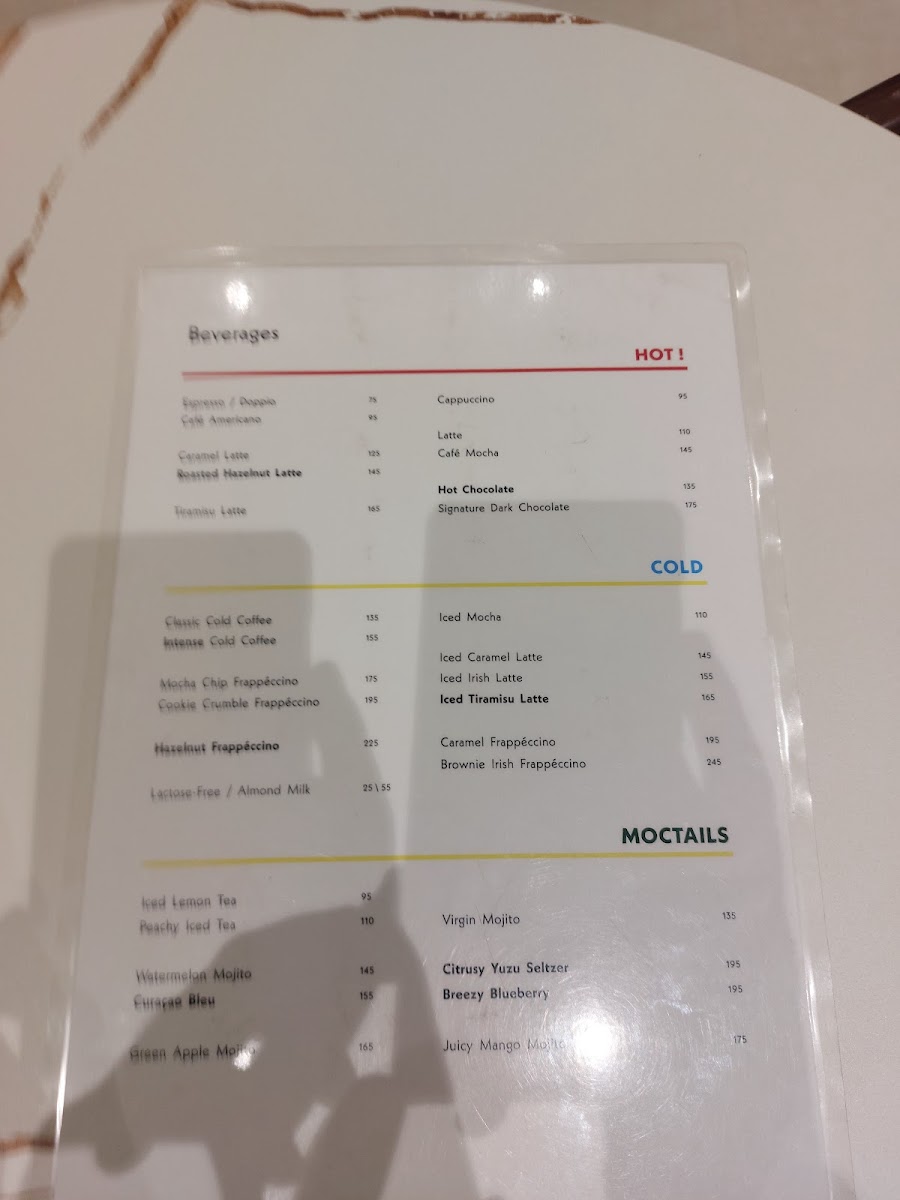 Beverages
HOT !
Espresso / Doppio 75
Café Americano 95
Caramel Latte 125
Roasted Hazelnut Latte 145
Tiramisu Latte 165
Cappuccino 95
Latte 110
Café Mocha 145
Hot Chocolate 135
Signature Dark Chocolate 175
COLD
Classic Cold Coffee 135
Intense Cold Coffee 155
Mocha Chip Frappéccino 175
Cookie Crumble Frappéccino 195
Hazelnut Frappéccino 225
Lactose-Free / Almond Milk 25 \ 55
Iced Mocha 110
Iced Caramel Latte 145
Iced Irish Latte 155
Iced Tiramisu Latte 165
Caramel Frappéccino 195
Brownie Irish Frappéccino 245
MOCTAILS
Iced Lemon Tea 95
Peachy Iced Tea 110
Watermelon Mojito 145
Curaçao Bleu 155
Green Apple Mojito 165
Virgin Mojito 135
Citrusy Yuzu Seltzer 195
Breezy Blueberry 195
Juicy Mango Mojito 175